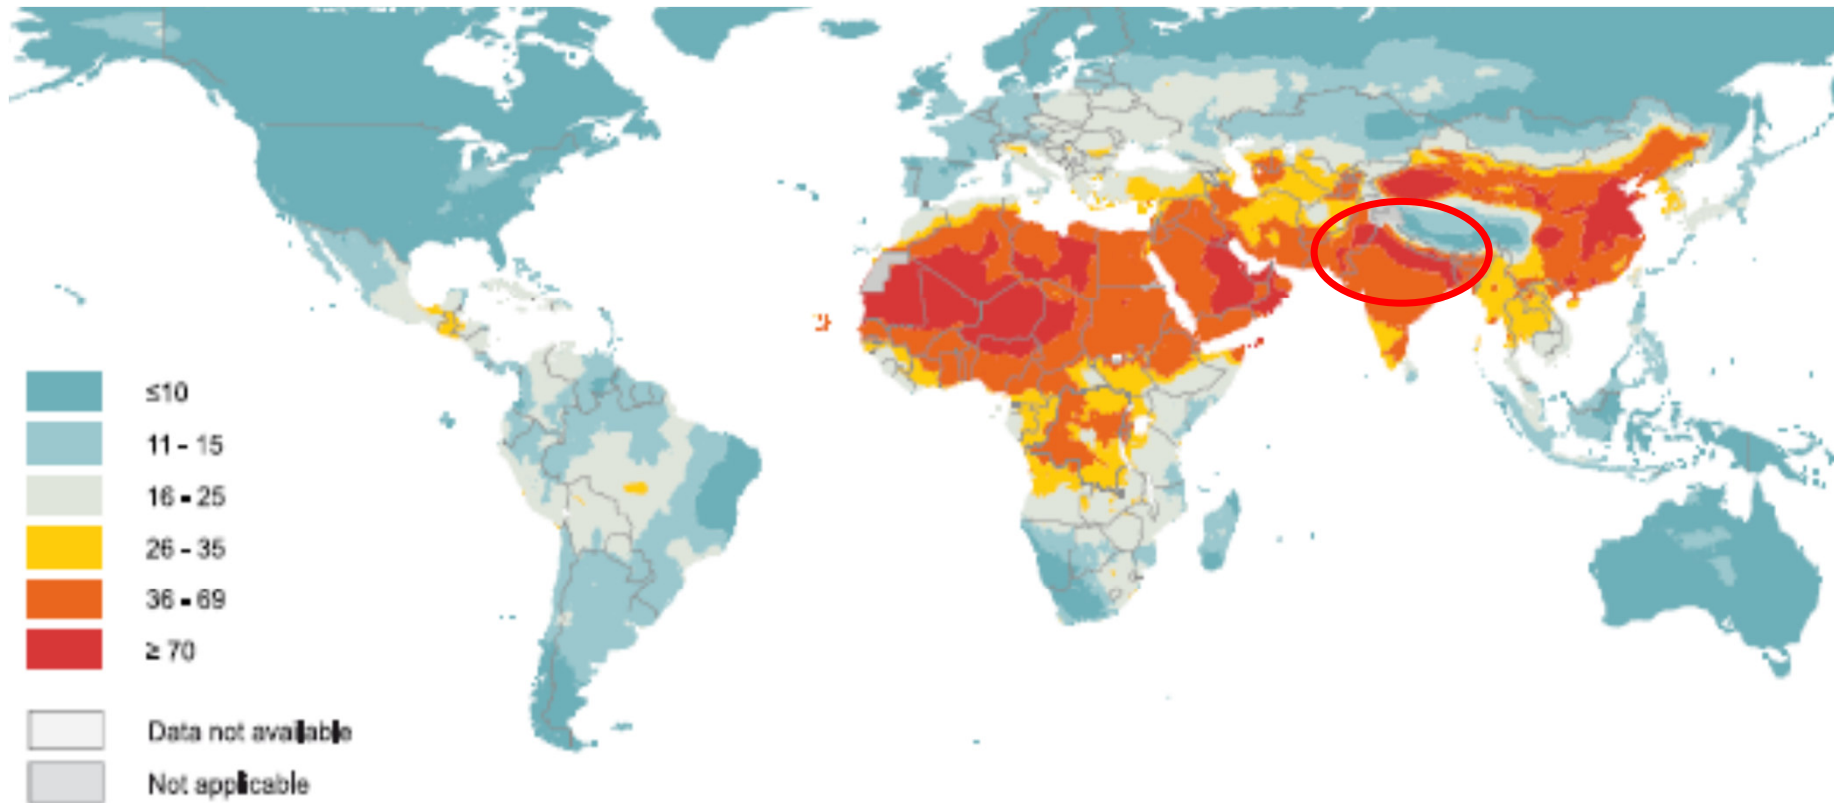 ≤10
11 - 15
16 - 25
26 - 35
36 - 69
≥ 70
Data not available
Not applicable